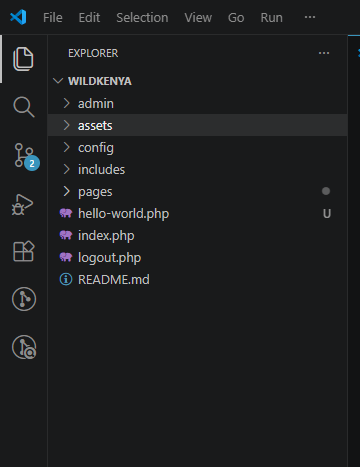 File Edit Selection View Go Run ···
EXPLORER ···
WILDKENYA
admin
assets
config
includes
2
pages
hello-world.php U
index.php
logout.php
README.md